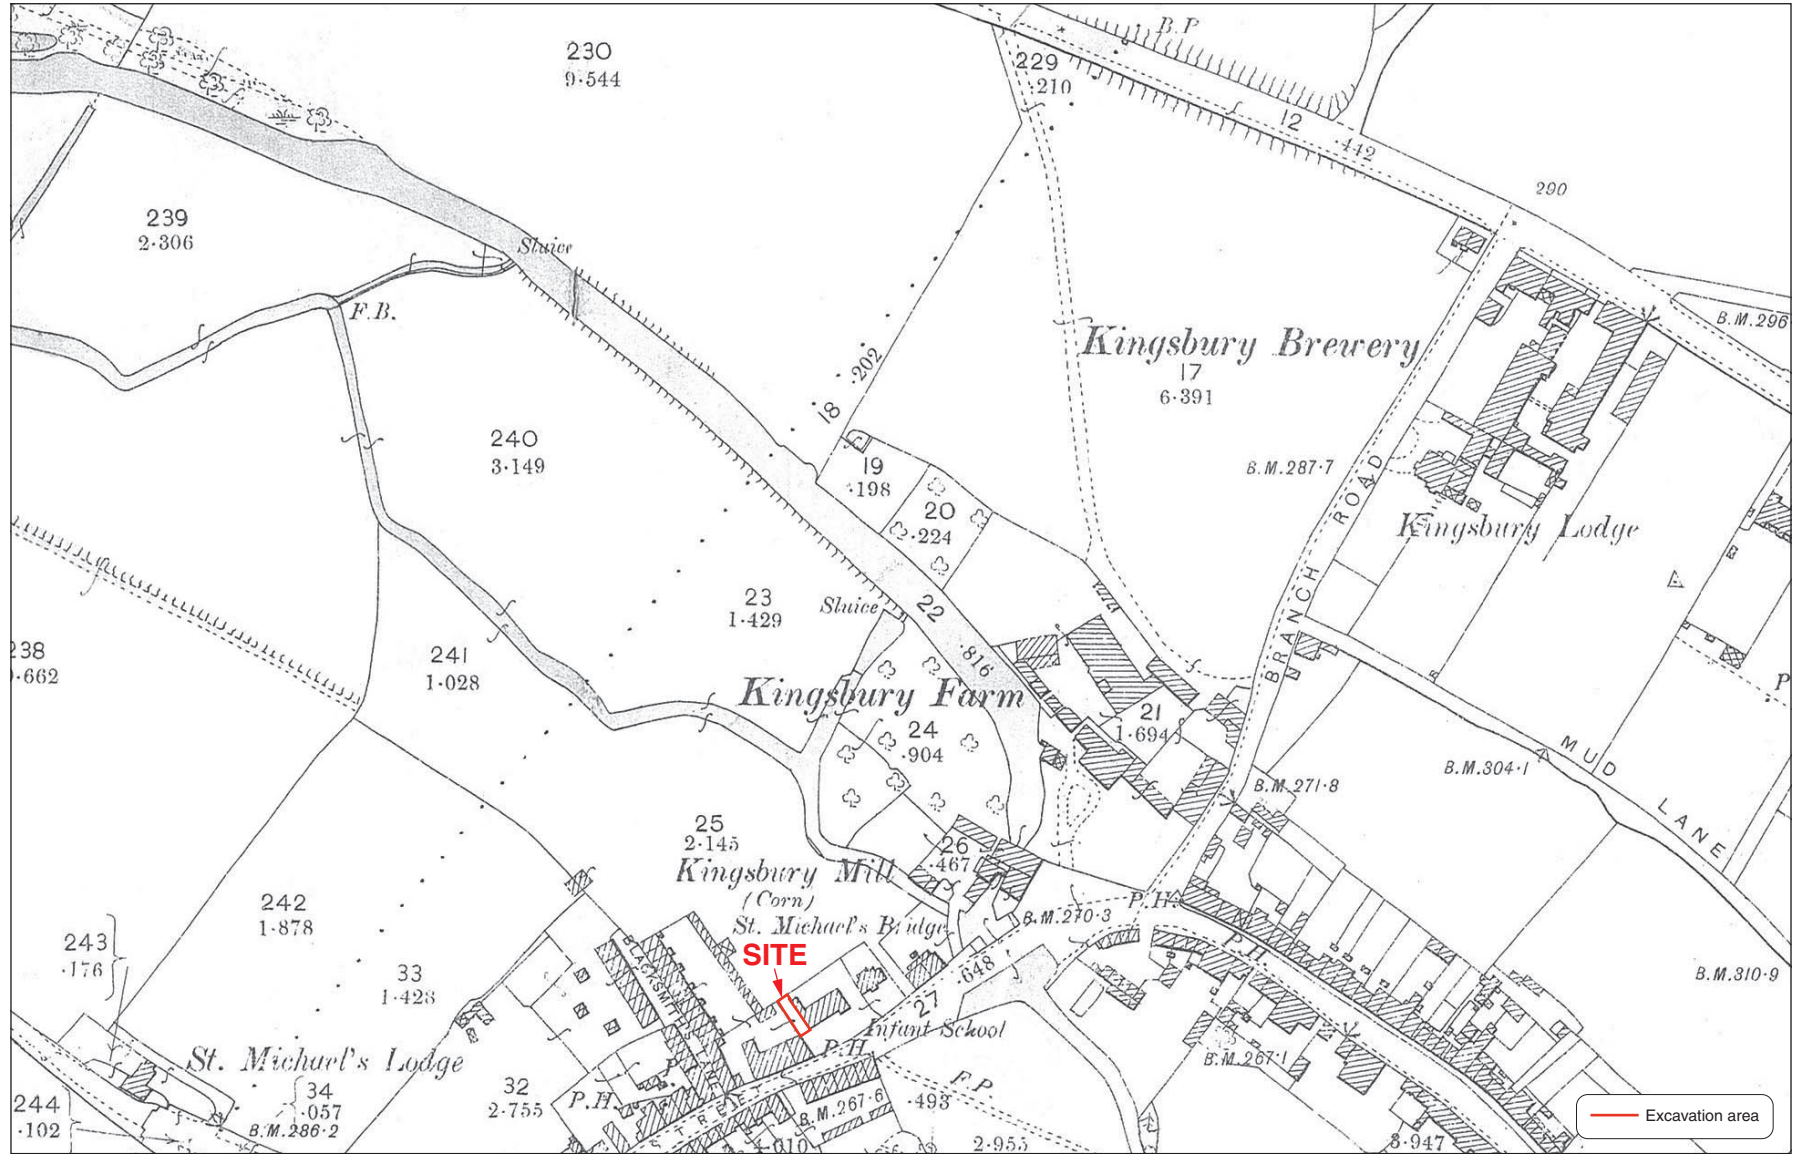 B.P
230
9·544
229
·210
12
·442
290
239
2·306
Sluice
F.B.
B.M.296
Kingsbury Brewery
17
6·391
·202
18
240
3·149
19
·198
20
·224
B.M.287·7
BRANCH ROAD
Kingsbury Lodge
23
1·429
Sluice
22
·816
238
·662
241
1·028
Kingsbury Farm
24
·904
21
1·694
P
MUD LANE
B.M.304·1
B.M.271·8
25
2·145
26
·467
Kingsbury Mill
(Corn)
St. Michael's Bridge
B.M.270·3
P.H.
242
1·878
243
·176
33
1·428
BLACKSMITH
SITE
27
·648
B.M.310·9
Infant School
P.H.
St. Michael's Lodge
34
·057
B.M.286·2
244
·102
32
2·755
P.H.
STREET
B.M.267·6
F.P.
·493
4·010
2·955
B.M.267·1
3·947
Excavation area